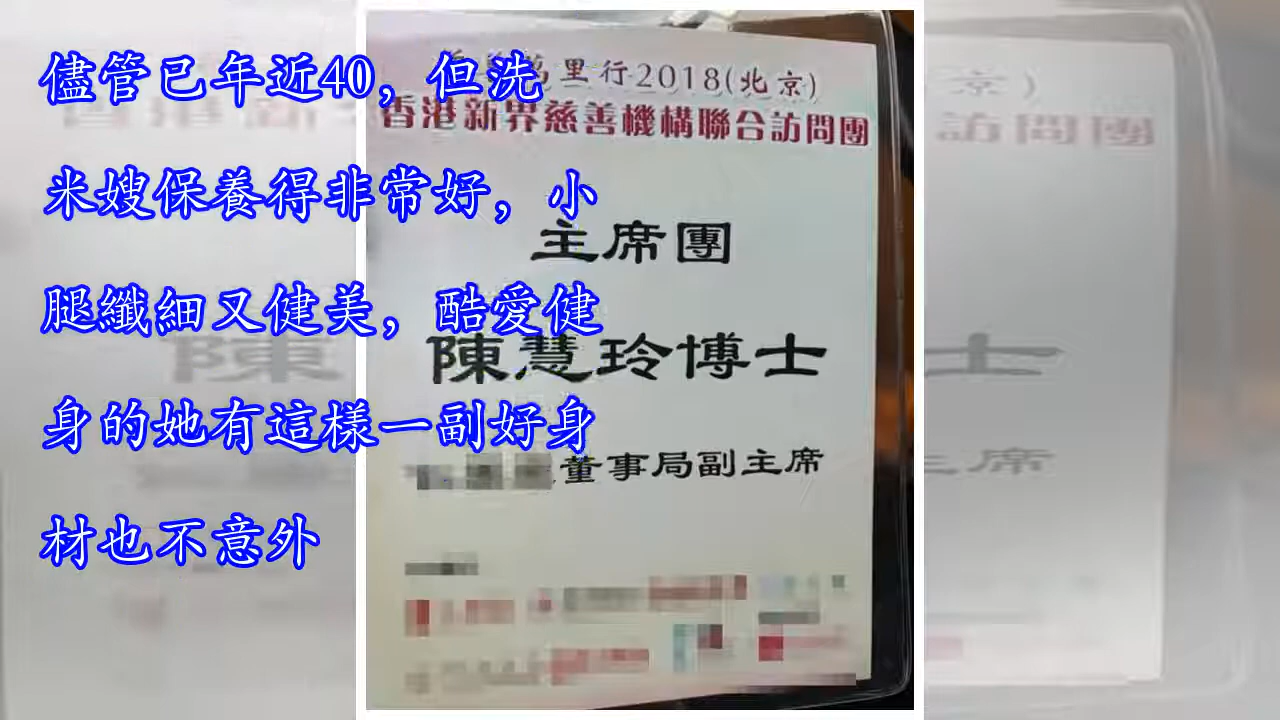 儘管已年近40，但洗
米嫂保養得非常好，小
腿纖細又健美，酷愛健
身的她有這樣一副好身
材也不意外
萬里行2018(北京)
香港新界慈善機構聯合訪問團
主席團
陳慧玲博士
董事局副主席